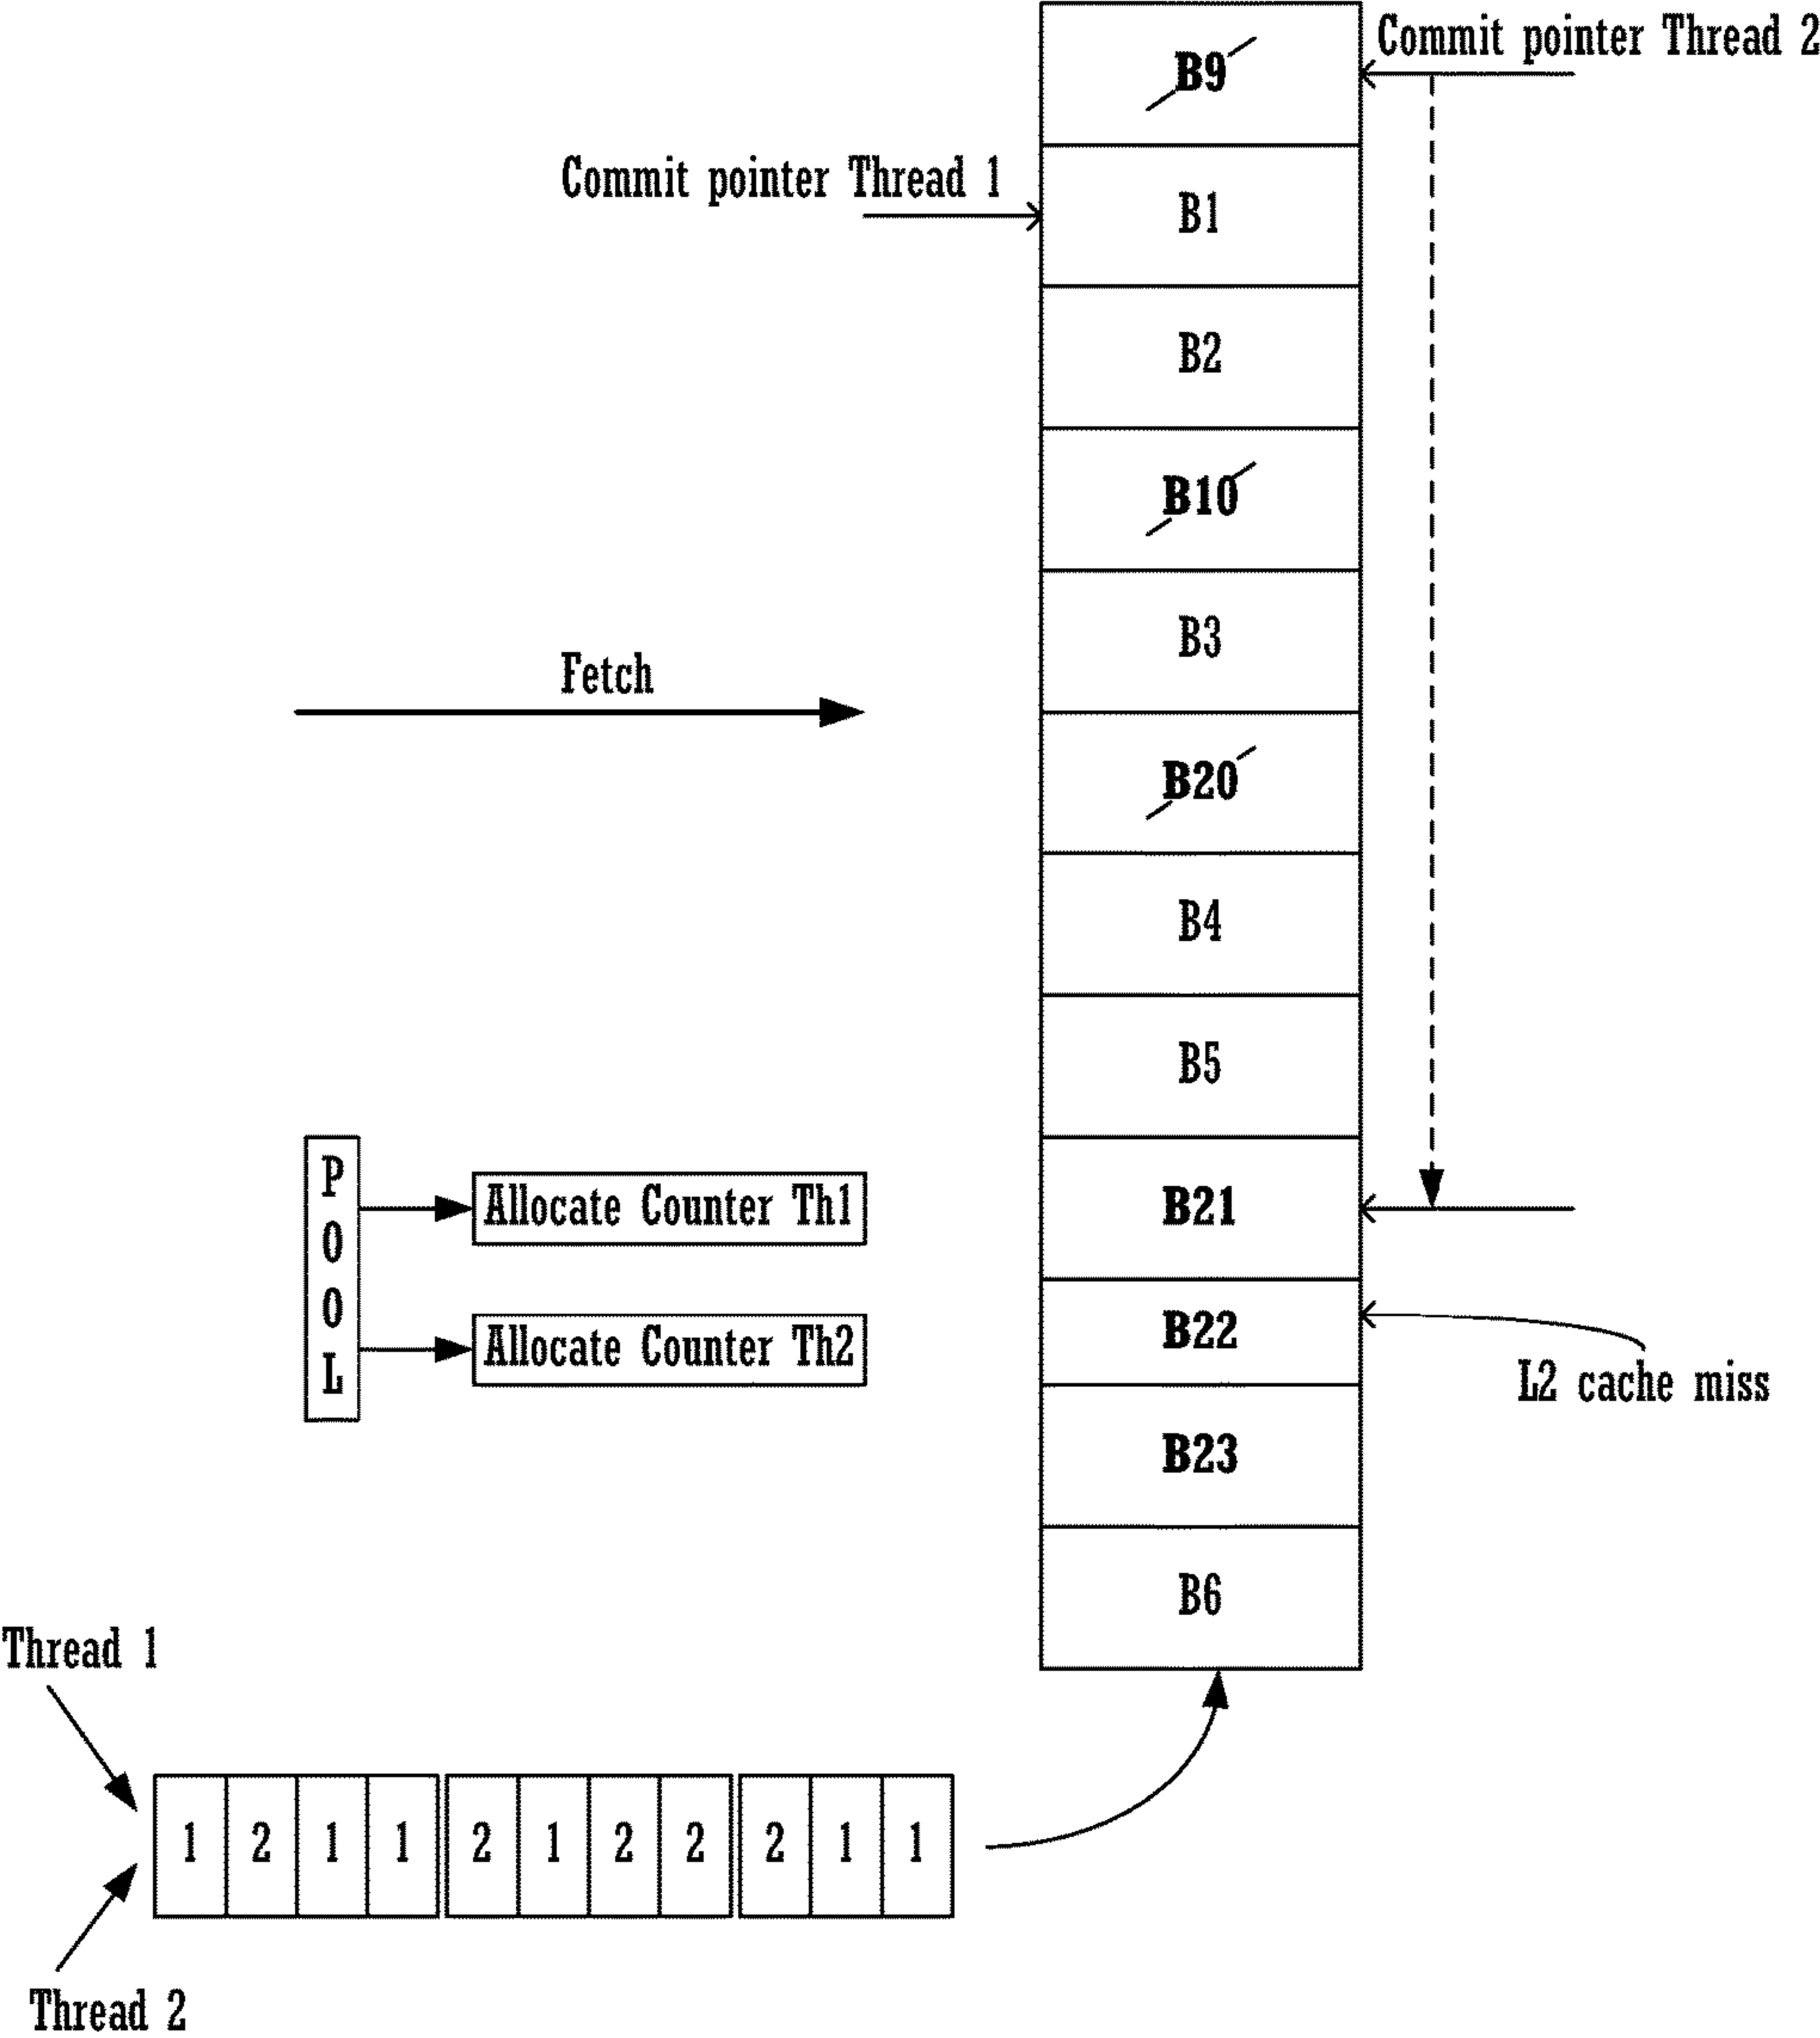 B9
Commit pointer Thread 2
Commit pointer Thread 1
B1
B2
B10
B3
Fetch
B20
B4
B5
P
O
O
L
Allocate Counter Th1
B21
Allocate Counter Th2
B22
L2 cache miss
B23
B6
Thread 1
1 2 1 1 2 1 2 2 2 1 1
Thread 2